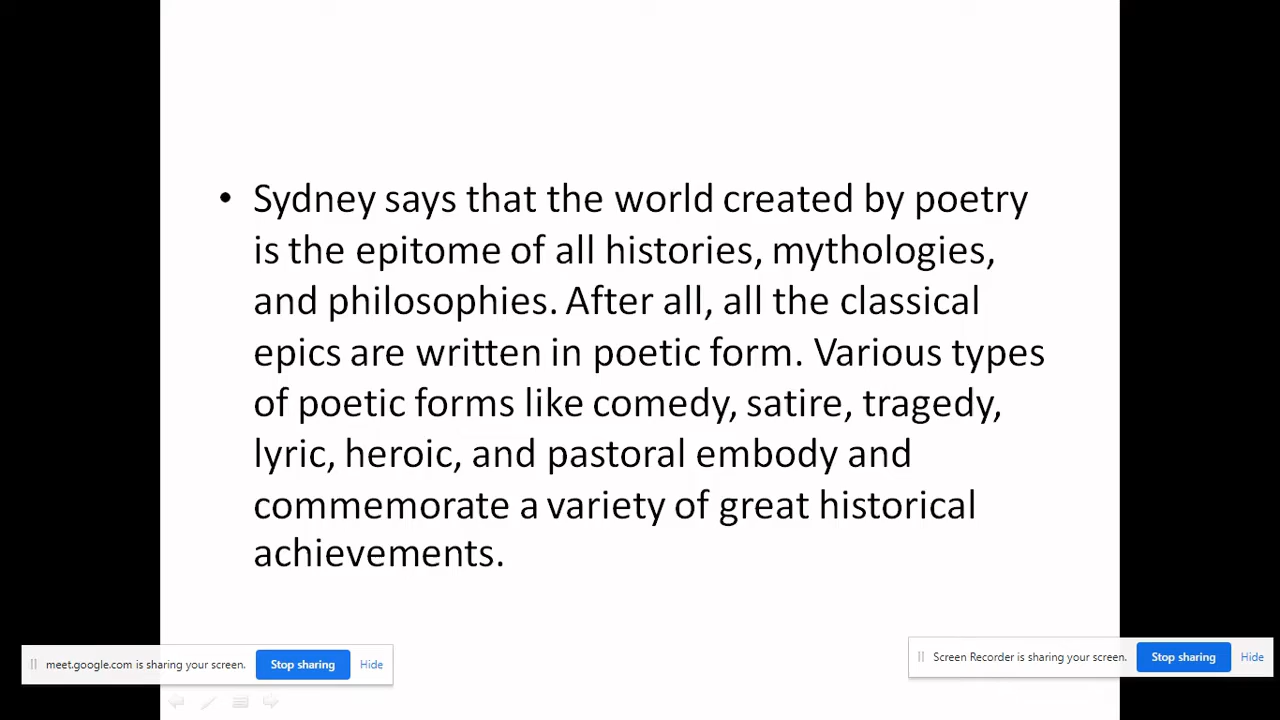 • Sydney says that the world created by poetry
is the epitome of all histories, mythologies,
and philosophies. After all, all the classical
epics are written in poetic form. Various types
of poetic forms like comedy, satire, tragedy,
lyric, heroic, and pastoral embody and
commemorate a variety of great historical
achievements.
meet.google.com is sharing your screen. Stop sharing Hide
Screen Recorder is sharing your screen. Stop sharing Hide